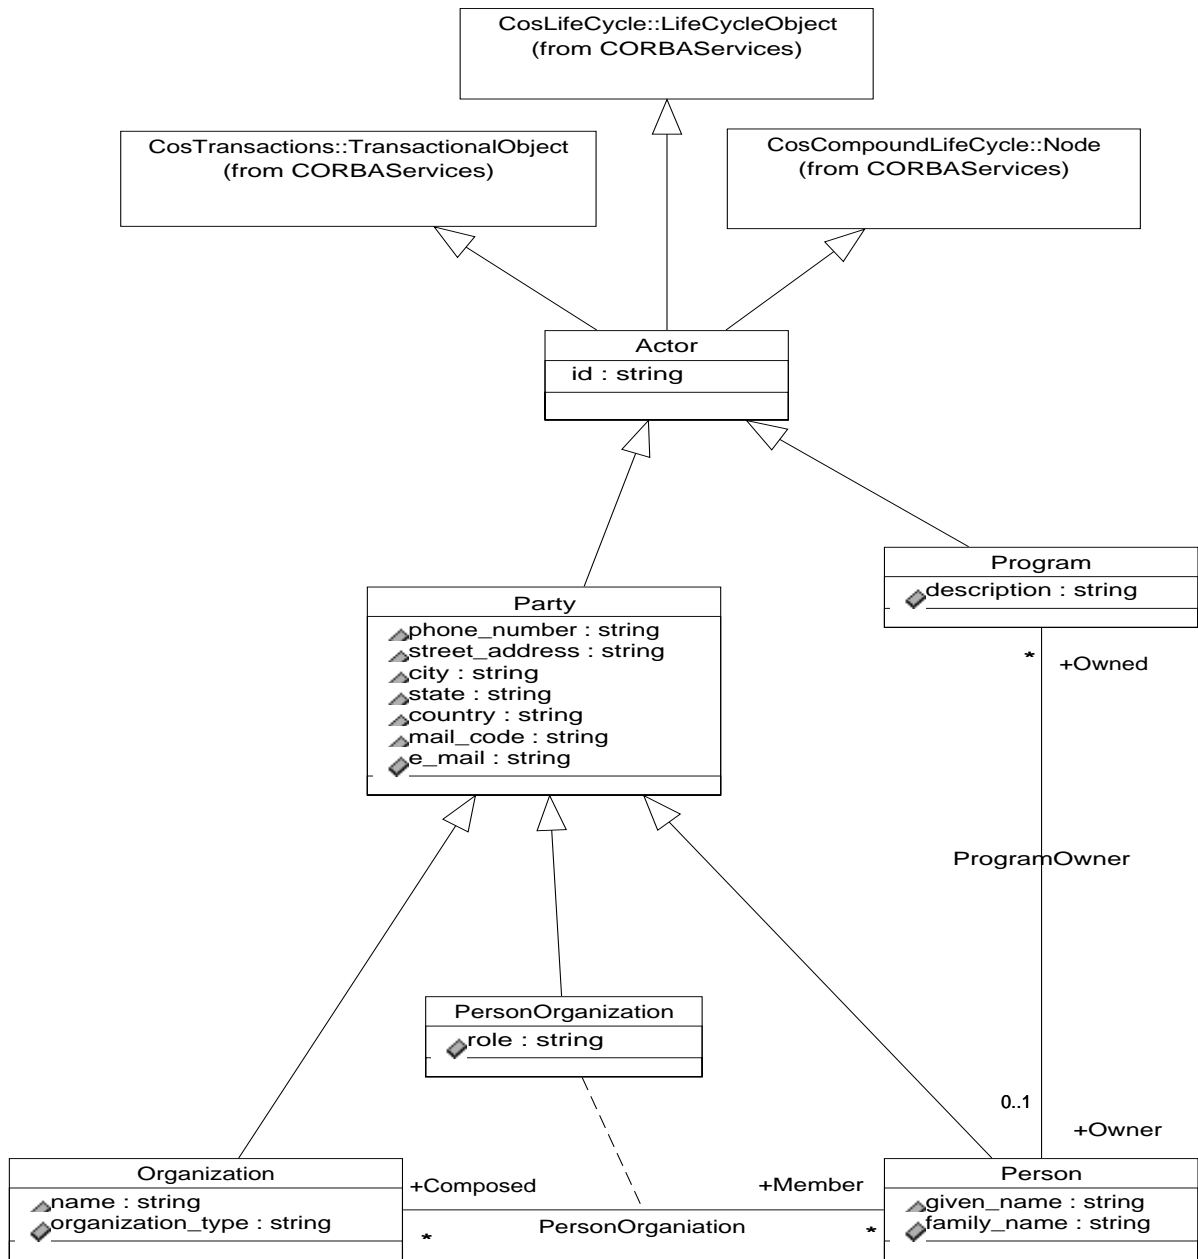 CosLifeCycle::LifeCycleObject
(from CORBAServices)
CosTransactions::TransactionalObject
(from CORBAServices)
CosCompoundLifeCycle::Node
(from CORBAServices)
Actor
id : string
Program
description : string
Party
phone_number : string
street_address : string
city : string
state : string
country : string
mail_code : string
e_mail : string
*
+Owned
ProgramOwner
PersonOrganization
role : string
0..1
+Owner
Organization
name : string
organization_type : string
+Composed
*
PersonOrganiation
+Member
*
Person
given_name : string
family_name : string